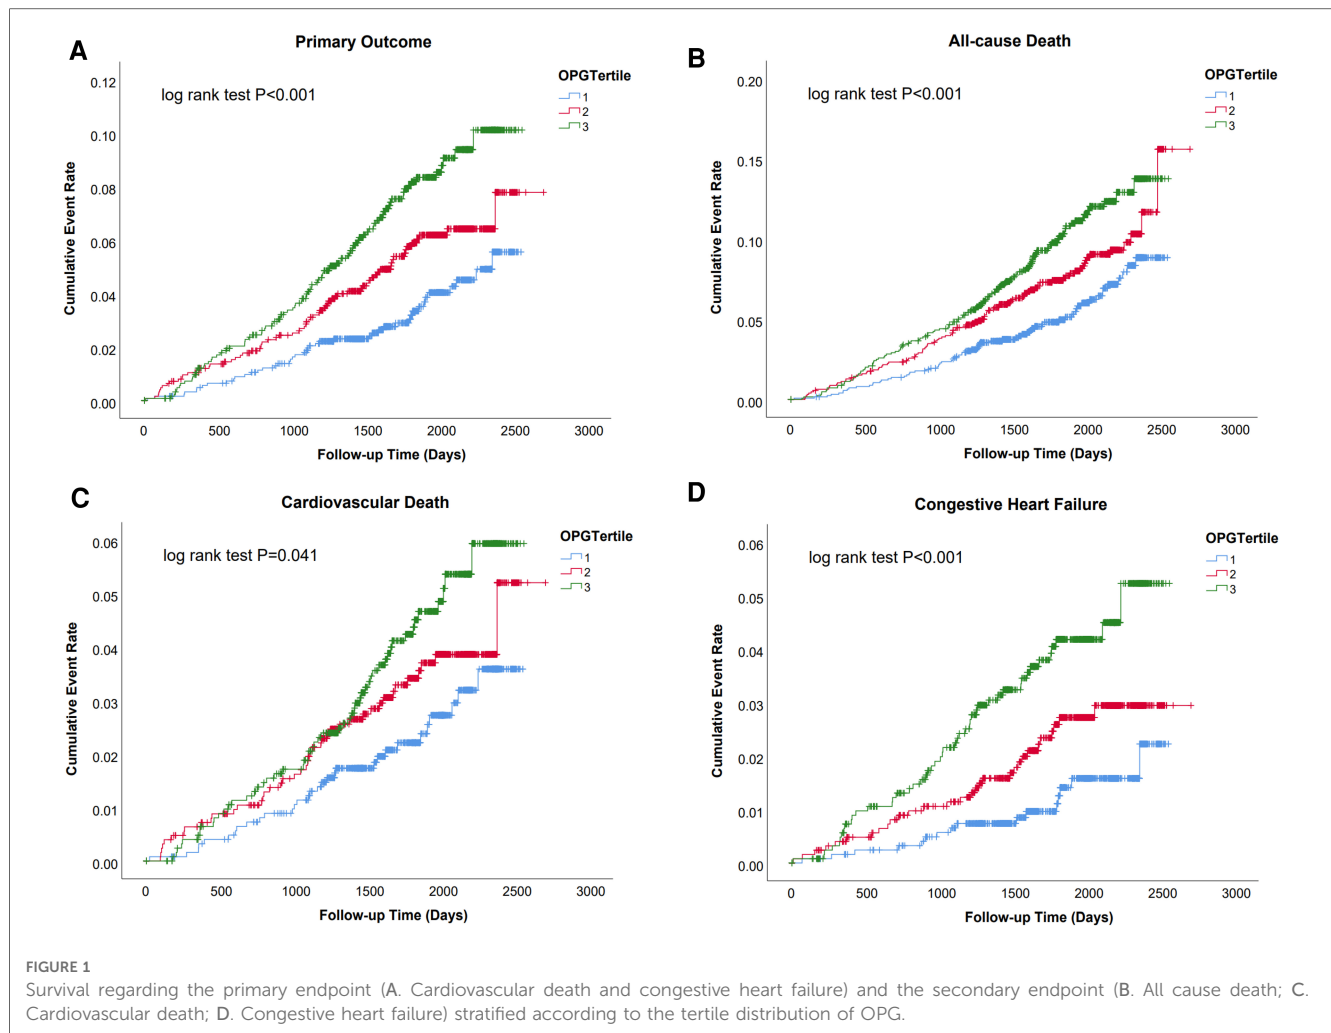 A
Primary Outcome
log rank test P<0.001
OPGTertile
1
2
3
Cumulative Event Rate
0.12
0.10
0.08
0.06
0.04
0.02
0.00
0 500 1000 1500 2000 2500 3000
Follow-up Time (Days)
B
All-cause Death
log rank test P<0.001
OPGTertile
1
2
3
Cumulative Event Rate
0.20
0.15
0.10
0.05
0.00
0 500 1000 1500 2000 2500 3000
Follow-up Time (Days)
C
Cardiovascular Death
log rank test P=0.041
OPGTertile
1
2
3
Cumulative Event Rate
0.06
0.05
0.04
0.03
0.02
0.01
0.00
0 500 1000 1500 2000 2500 3000
Follow-up Time (Days)
D
Congestive Heart Failure
log rank test P<0.001
OPGTertile
1
2
3
Cumulative Event Rate
0.06
0.05
0.04
0.03
0.02
0.01
0.00
0 500 1000 1500 2000 2500 3000
Follow-up Time (Days)
FIGURE 1
Survival regarding the primary endpoint (A. Cardiovascular death and congestive heart failure) and the secondary endpoint (B. All cause death; C.
Cardiovascular death; D. Congestive heart failure) stratified according to the tertile distribution of OPG.